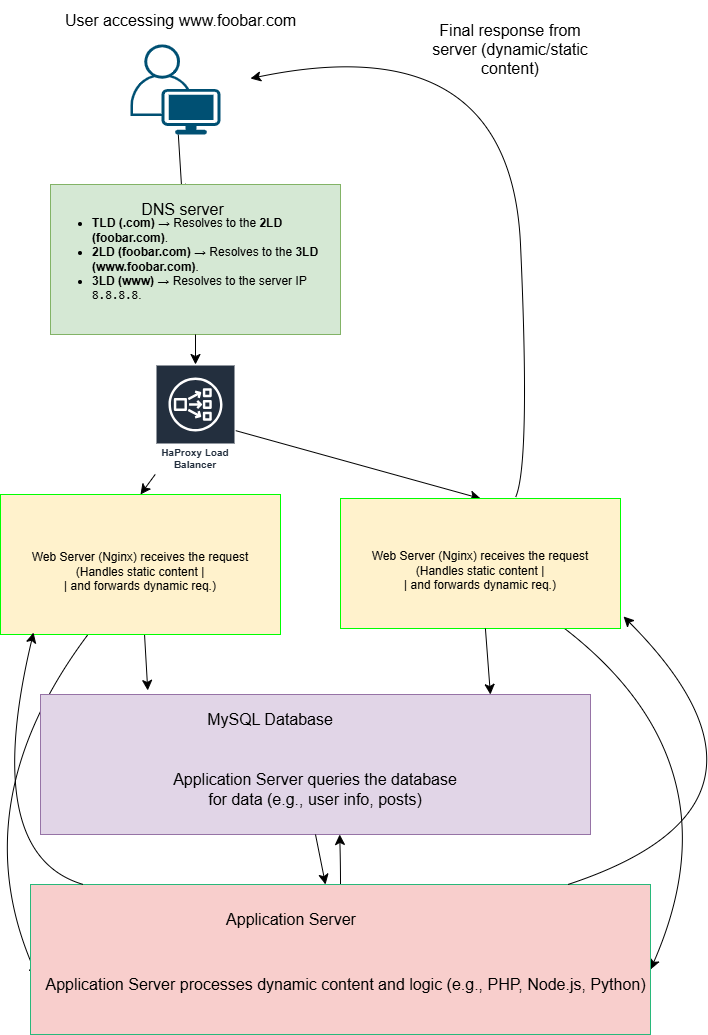 User accessing www.foobar.com
Final response from
server (dynamic/static
content)
DNS server
• TLD (.com) → Resolves to the 2LD
(foobar.com).
• 2LD (foobar.com) → Resolves to the 3LD
(www.foobar.com).
• 3LD (www) → Resolves to the server IP
8.8.8.8.
HaProxy Load
Balancer
Web Server (Nginx) receives the request
(Handles static content |
| and forwards dynamic req.)
Web Server (Nginx) receives the request
(Handles static content |
| and forwards dynamic req.)
MySQL Database
Application Server queries the database
for data (e.g., user info, posts)
Application Server
Application Server processes dynamic content and logic (e.g., PHP, Node.js, Python)